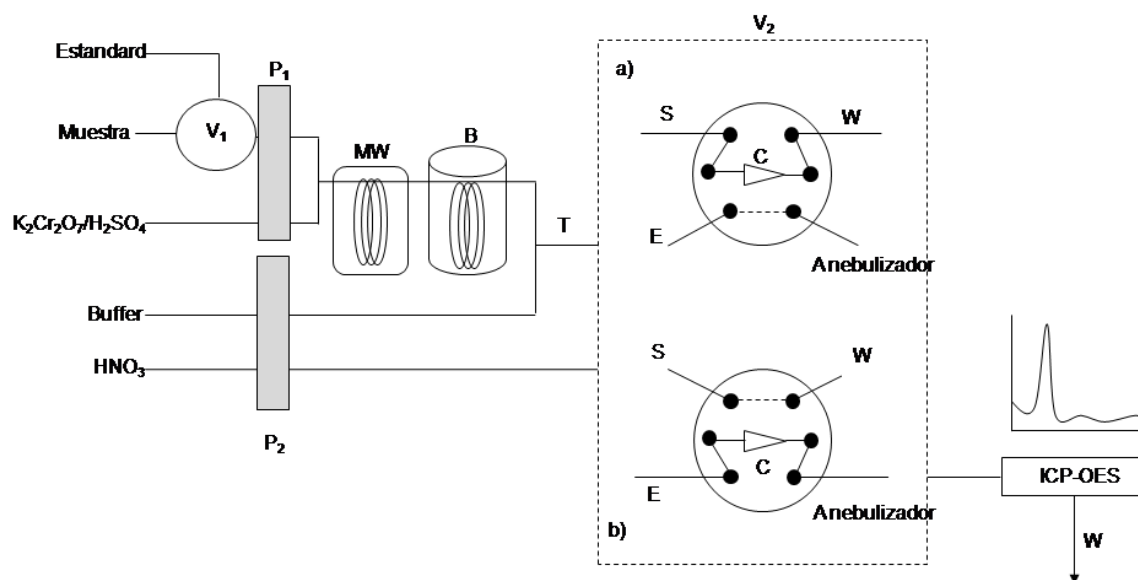 Estandard
Muestra
V1
P1
K2Cr2O7/H2SO4
MW
B
T
Buffer
HNO3
P2
V2
a)
S
W
C
E
Anebulizador
S
W
C
E
Anebulizador
b)
ICP-OES
W